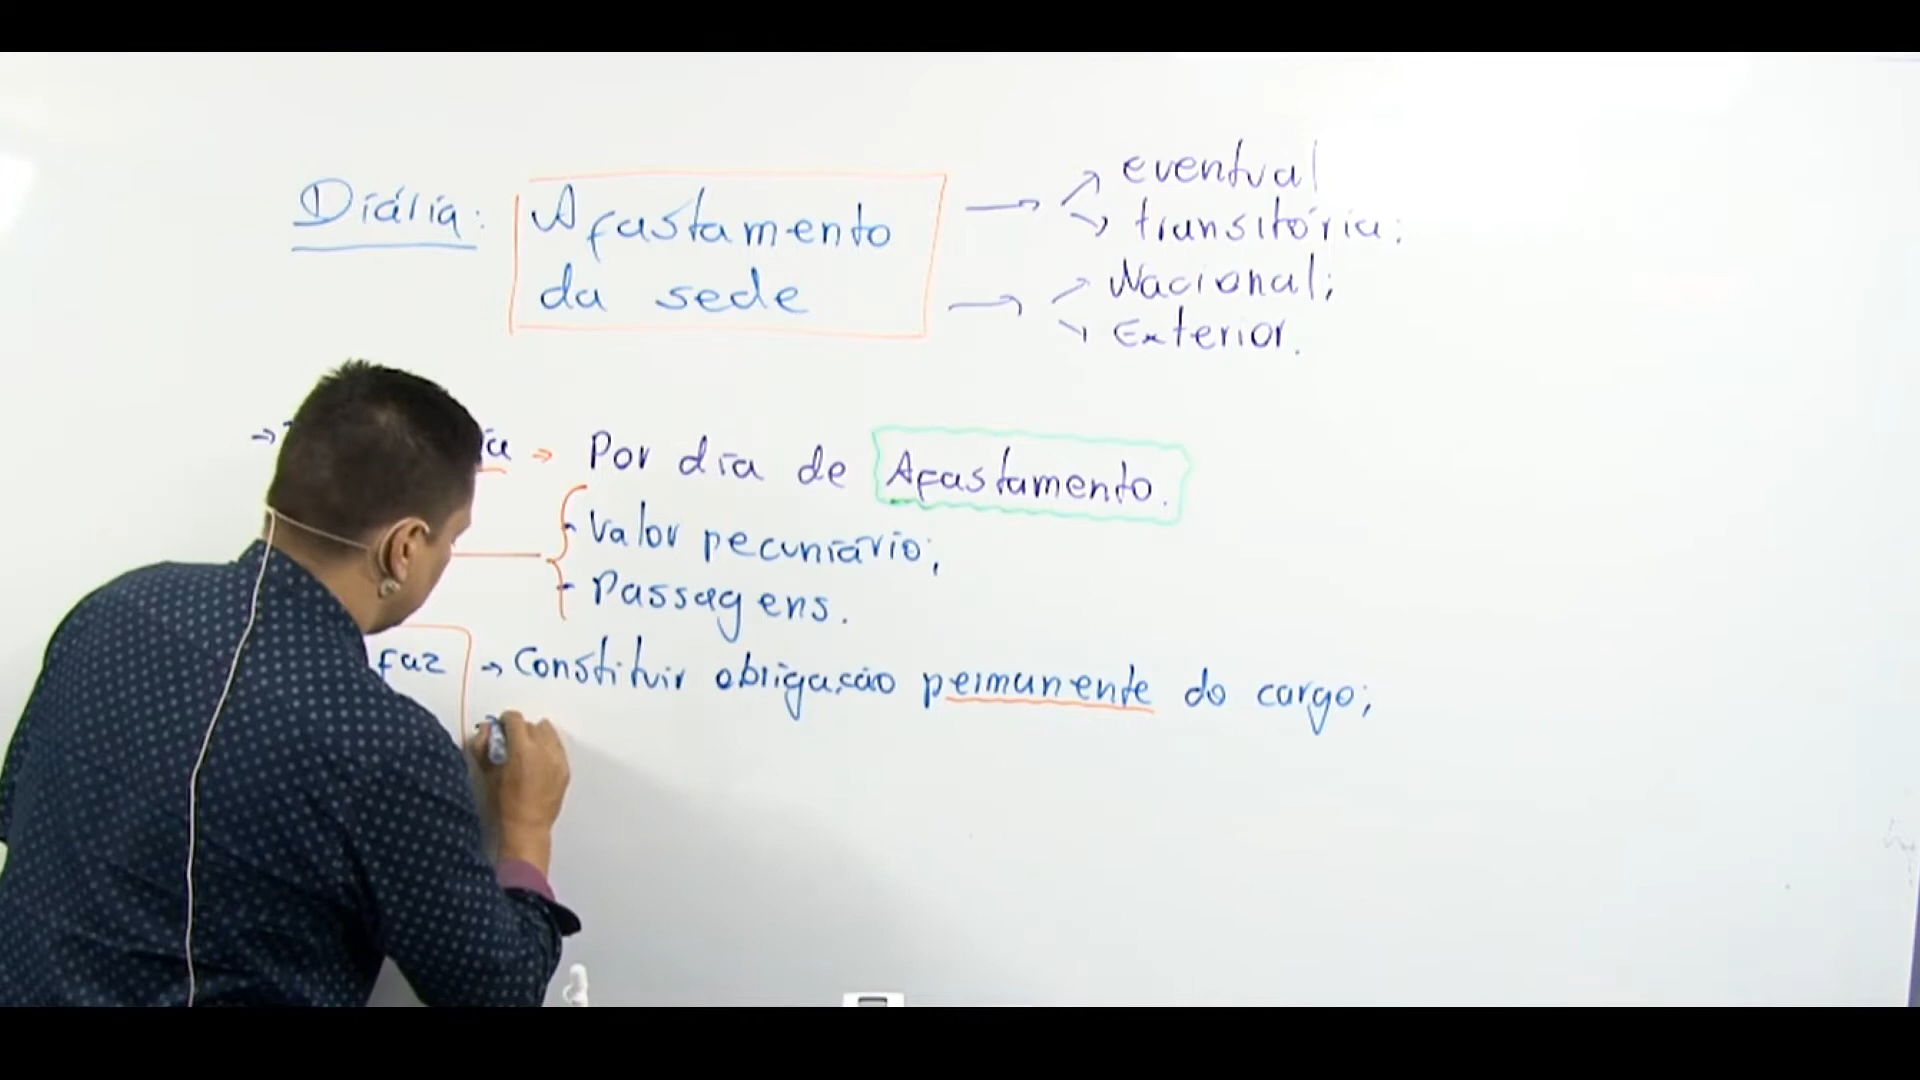 Diária: Afastamento da sede → eventual
transitória;
Nacional;
Exterior.
→ → Por dia de Afastamento.
- Valor pecuniário;
- Passagens.
faz → Constituir obrigação permanente do cargo;